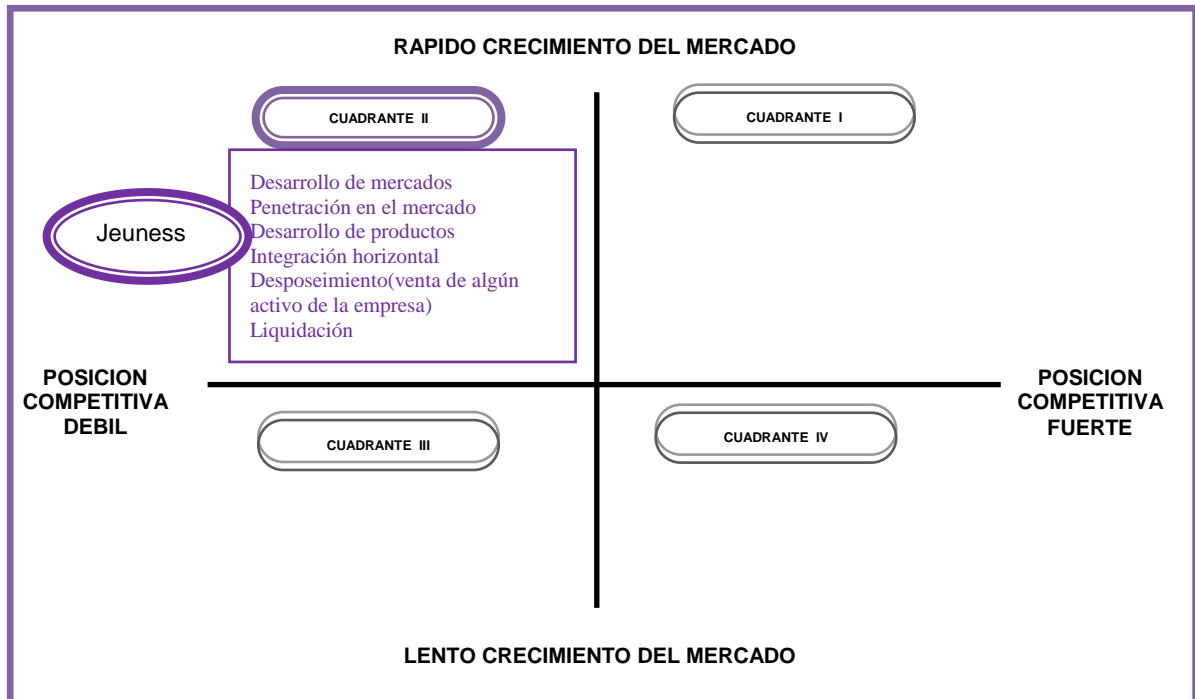 RAPIDO CRECIMIENTO DEL MERCADO
CUADRANTE II
CUADRANTE I
Desarrollo de mercados
Penetración en el mercado
Desarrollo de productos
Integración horizontal
Desposeimiento(venta de algún
activo de la empresa)
Liquidación
Jeuness
POSICION
COMPETITIVA
DEBIL
POSICION
COMPETITIVA
FUERTE
CUADRANTE III
CUADRANTE IV
LENTO CRECIMIENTO DEL MERCADO